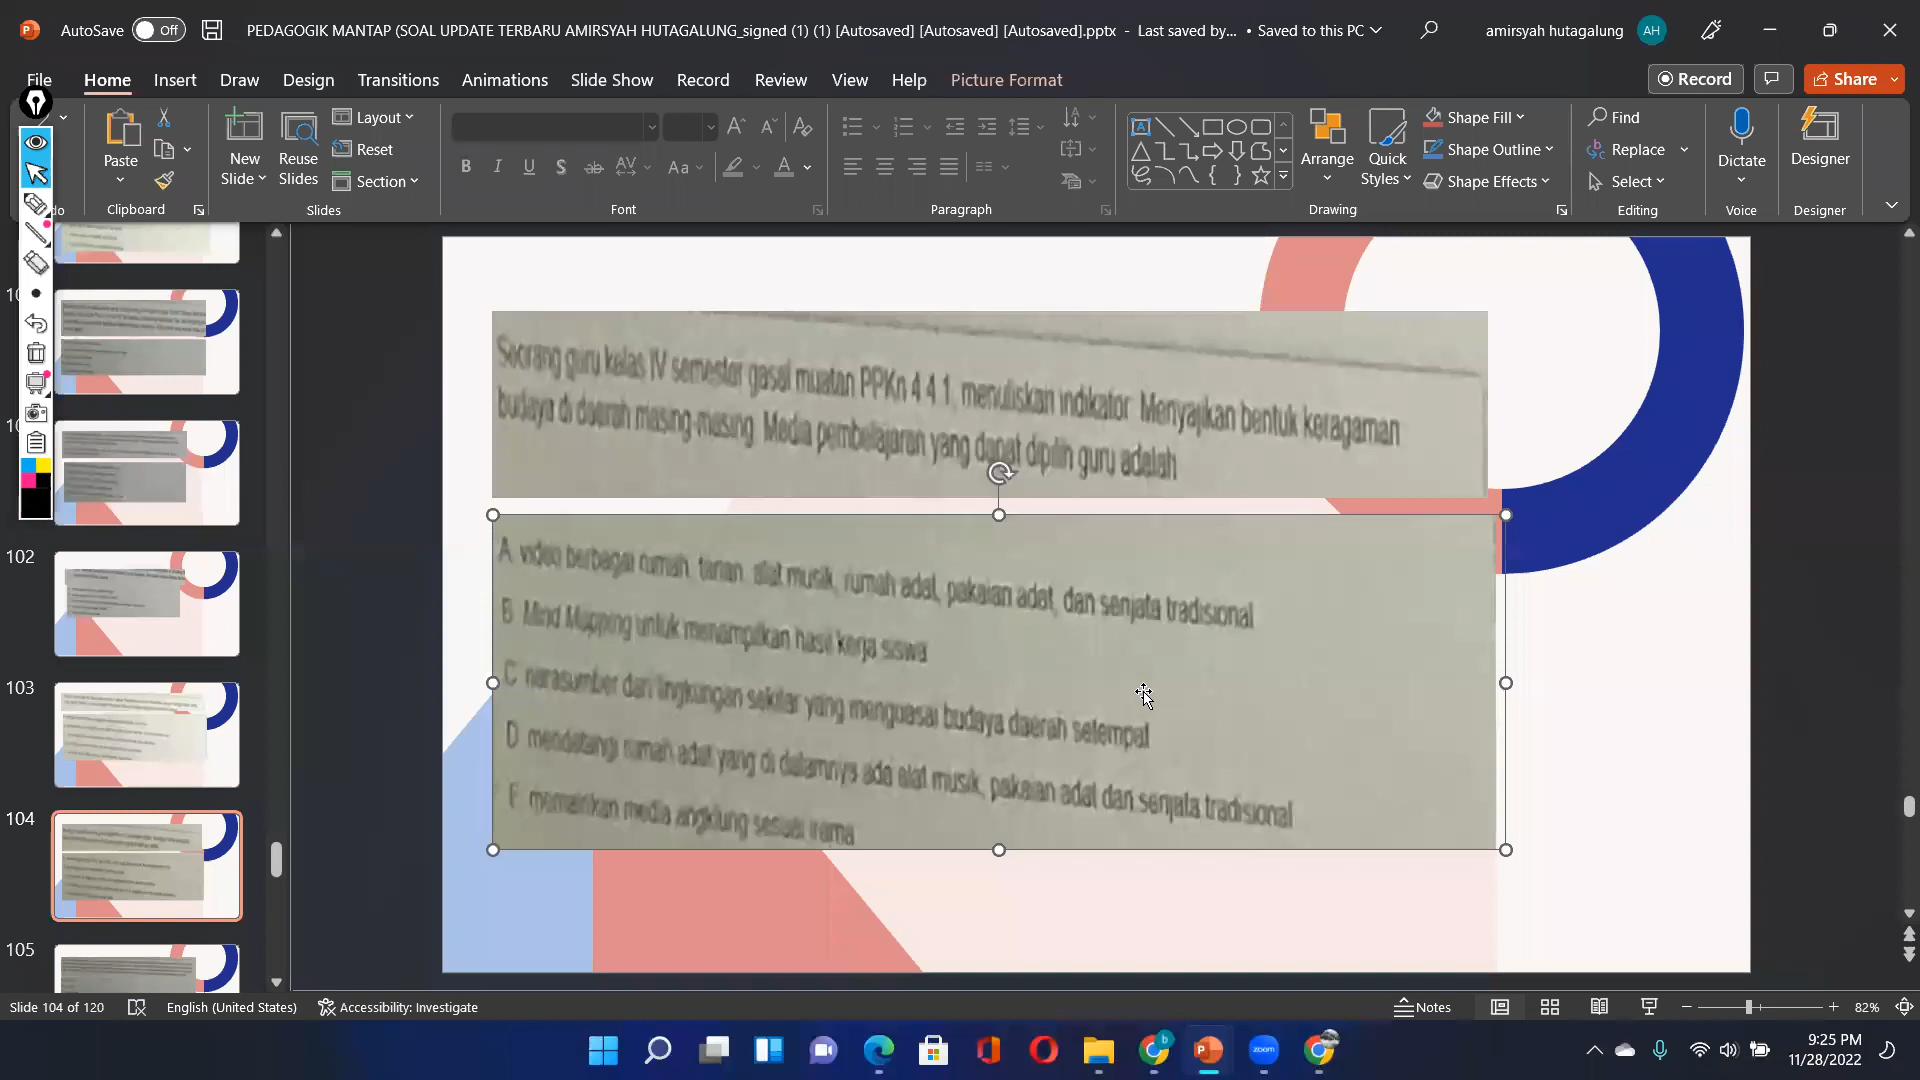 AutoSave Off PEDAGOGIK MANTAP (SOAL UPDATE TERBARU AMIRSYAH HUTAGALUNG_signed (1) (1) [Autosaved] [Autosaved] [Autosaved].pptx - Last saved by... • Saved to this PC amirsyah hutagalung AH
File Home Insert Draw Design Transitions Animations Slide Show Record Review View Help Picture Format Record Share
Paste
New Slide
Reuse Slides
Layout
Reset
Section
Arrange
Quick Styles
Shape Fill
Shape Outline
Shape Effects
Find
Replace
Select
Dictate
Designer
Clipboard Slides Font Paragraph Drawing Editing Voice Designer
Seorang guru kelas IV semester gasal muatan PPKn 4 4 1, menuliskan indikator Menyajikan bentuk keragaman
budaya di daerah masing-masing Media pembelajaran yang dapat dipilih guru adalah
A video berbagai rumah, tarian, alat musik, rumah adat, pakaian adat, dan senjata tradisional
B Mind Mapping untuk menampilkan hasil kerja siswa
C narasumber dari lingkungan sekitar yang menguasai budaya daerah setempat
D mendatangi rumah adat yang di dalamnya ada alat musik, pakaian adat dan senjata tradisional
E memainkan media angklung sesuai irama
102
103
104
105
Slide 104 of 120 English (United States) Accessibility: Investigate Notes 82%
zoom
9:25 PM
11/28/2022